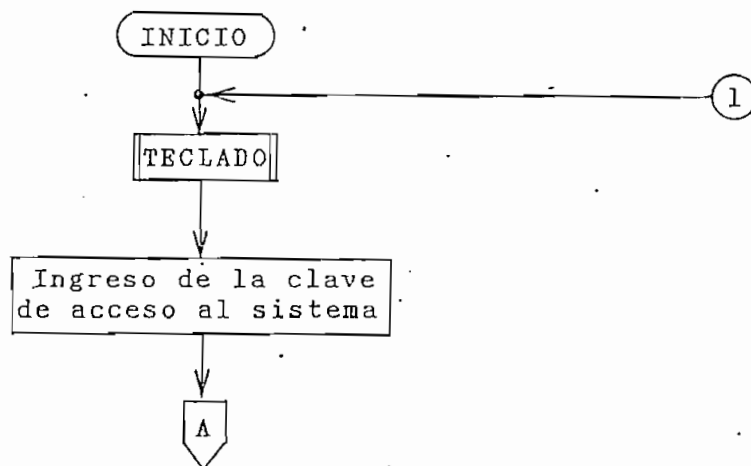 INICIO
1
TECLADO
Ingreso de la clave
de acceso al sistema
A